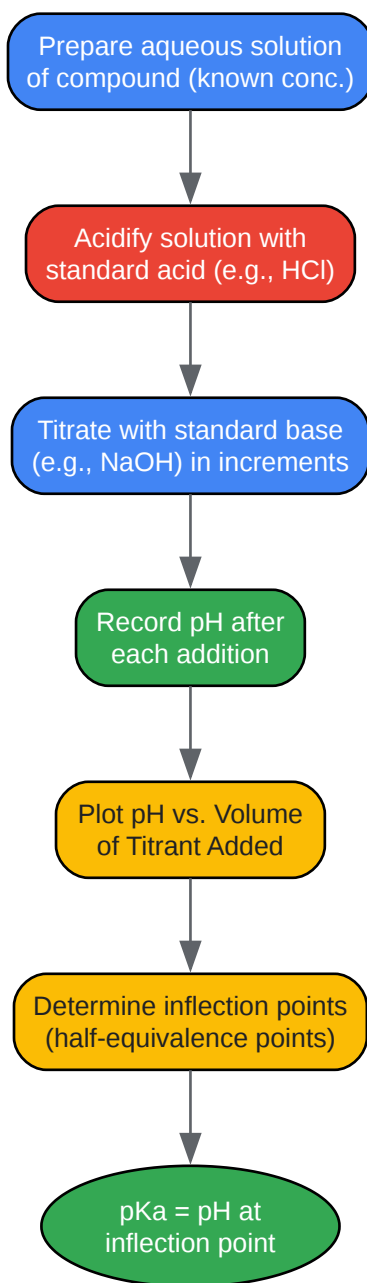 Prepare aqueous solution
of compound (known conc.)
Acidify solution with
standard acid (e.g., HCl)
Titrate with standard base
(e.g., NaOH) in increments
Record pH after
each addition
Plot pH vs. Volume
of Titrant Added
Determine inflection points
(half-equivalence points)
pKa = pH at
inflection point